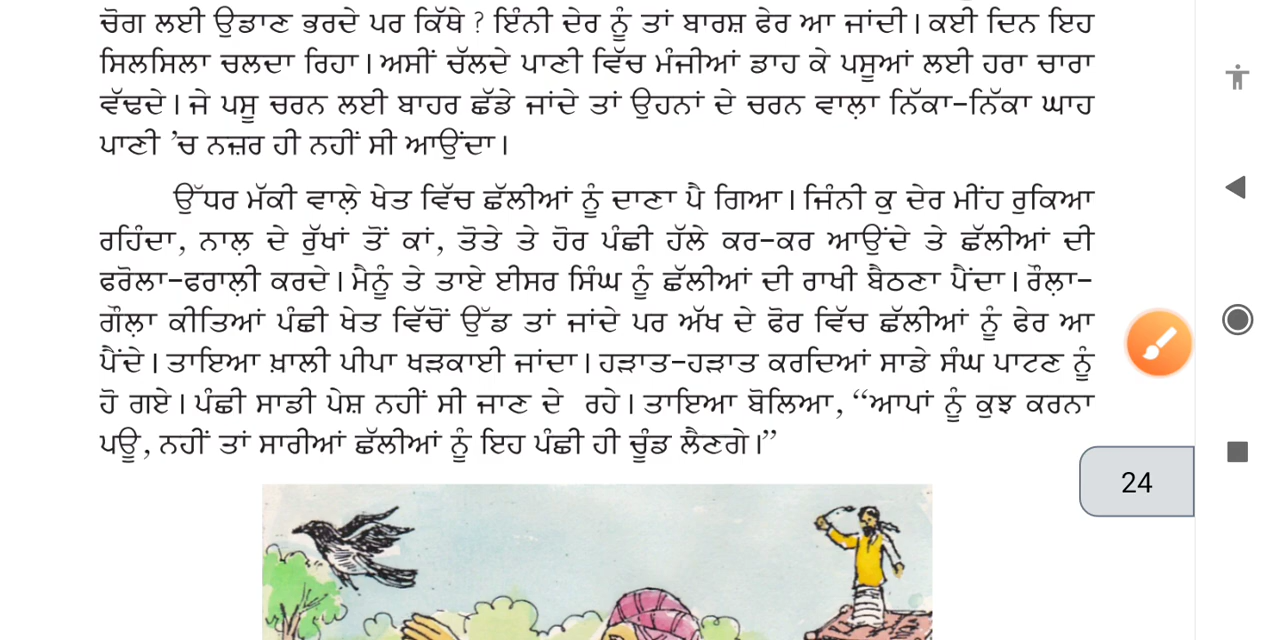 ਚੋਗ ਲਈ ਉਡਾਣ ਭਰਦੇ ਪਰ ਕਿੱਥੇ ? ਇੰਨੀ ਦੇਰ ਨੂੰ ਤਾਂ ਬਾਰਸ਼ ਫੇਰ ਆ ਜਾਂਦੀ। ਕਈ ਦਿਨ ਇਹ
ਸਿਲਸਿਲਾ ਚਲਦਾ ਰਿਹਾ। ਅਸੀਂ ਚੱਲਦੇ ਪਾਣੀ ਵਿੱਚ ਮੰਜੀਆਂ ਡਾਹ ਕੇ ਪਸ਼ੂਆਂ ਲਈ ਹਰਾ ਚਾਰਾ
ਵੱਢਦੇ। ਜੇ ਪਸ਼ੂ ਚਰਨ ਲਈ ਬਾਹਰ ਛੱਡੇ ਜਾਂਦੇ ਤਾਂ ਉਹਨਾਂ ਦੇ ਚਰਨ ਵਾਲ਼ਾ ਨਿੱਕਾ-ਨਿੱਕਾ ਘਾਹ
ਪਾਣੀ ’ਚ ਨਜ਼ਰ ਹੀ ਨਹੀਂ ਸੀ ਆਉਂਦਾ।
ਉੱਧਰ ਮੱਕੀ ਵਾਲ਼ੇ ਖੇਤ ਵਿੱਚ ਛੱਲੀਆਂ ਨੂੰ ਦਾਣਾ ਪੈ ਗਿਆ। ਜਿੰਨੀ ਕੁ ਦੇਰ ਮੀਂਹ ਰੁਕਿਆ
ਰਹਿੰਦਾ, ਨਾਲ਼ ਦੇ ਰੁੱਖਾਂ ਤੋਂ ਕਾਂ, ਤੋਤੇ ਤੇ ਹੋਰ ਪੰਛੀ ਹੱਲੇ ਕਰ-ਕਰ ਆਉਂਦੇ ਤੇ ਛੱਲੀਆਂ ਦੀ
ਫਰੋਲਾ-ਫਰਾਲ਼ੀ ਕਰਦੇ। ਮੈਨੂੰ ਤੇ ਤਾਏ ਈਸਰ ਸਿੰਘ ਨੂੰ ਛੱਲੀਆਂ ਦੀ ਰਾਖੀ ਬੈਠਣਾ ਪੈਂਦਾ। ਰੌਲ਼ਾ-
ਗੌਲ਼ਾ ਕੀਤਿਆਂ ਪੰਛੀ ਖੇਤ ਵਿੱਚੋਂ ਉੱਡ ਤਾਂ ਜਾਂਦੇ ਪਰ ਅੱਖ ਦੇ ਫੋਰ ਵਿੱਚ ਛੱਲੀਆਂ ਨੂੰ ਫੇਰ ਆ
ਪੈਂਦੇ। ਤਾਇਆ ਖ਼ਾਲੀ ਪੀਪਾ ਖੜਕਾਈ ਜਾਂਦਾ। ਹੜਾਤ-ਹੜਾਤ ਕਰਦਿਆਂ ਸਾਡੇ ਸੰਘ ਪਾਟਣ ਨੂੰ
ਹੋ ਗਏ। ਪੰਛੀ ਸਾਡੀ ਪੇਸ਼ ਨਹੀਂ ਸੀ ਜਾਣ ਦੇ ਰਹੇ। ਤਾਇਆ ਬੋਲਿਆ, “ਆਪਾਂ ਨੂੰ ਕੁਝ ਕਰਨਾ
ਪਊ, ਨਹੀਂ ਤਾਂ ਸਾਰੀਆਂ ਛੱਲੀਆਂ ਨੂੰ ਇਹ ਪੰਛੀ ਹੀ ਚੂੰਡ ਲੈਣਗੇ।”
24